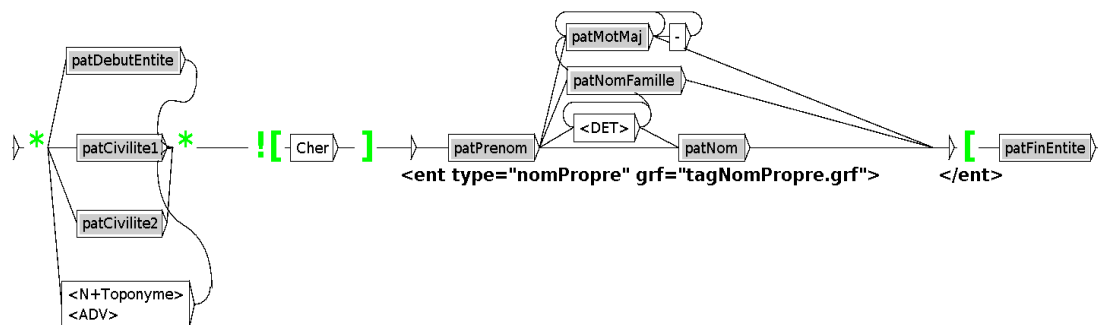 patDebutEntite
patCivilite1
patCivilite2
<N+Toponyme>
<ADV>
*
*
![
Cher
]
patPrenom
patMotMaj
-
patNomFamille
<DET>
patNom
<ent type="nomPropre" grf="tagNomPropre.grf">
</ent>
[
patFinEntite